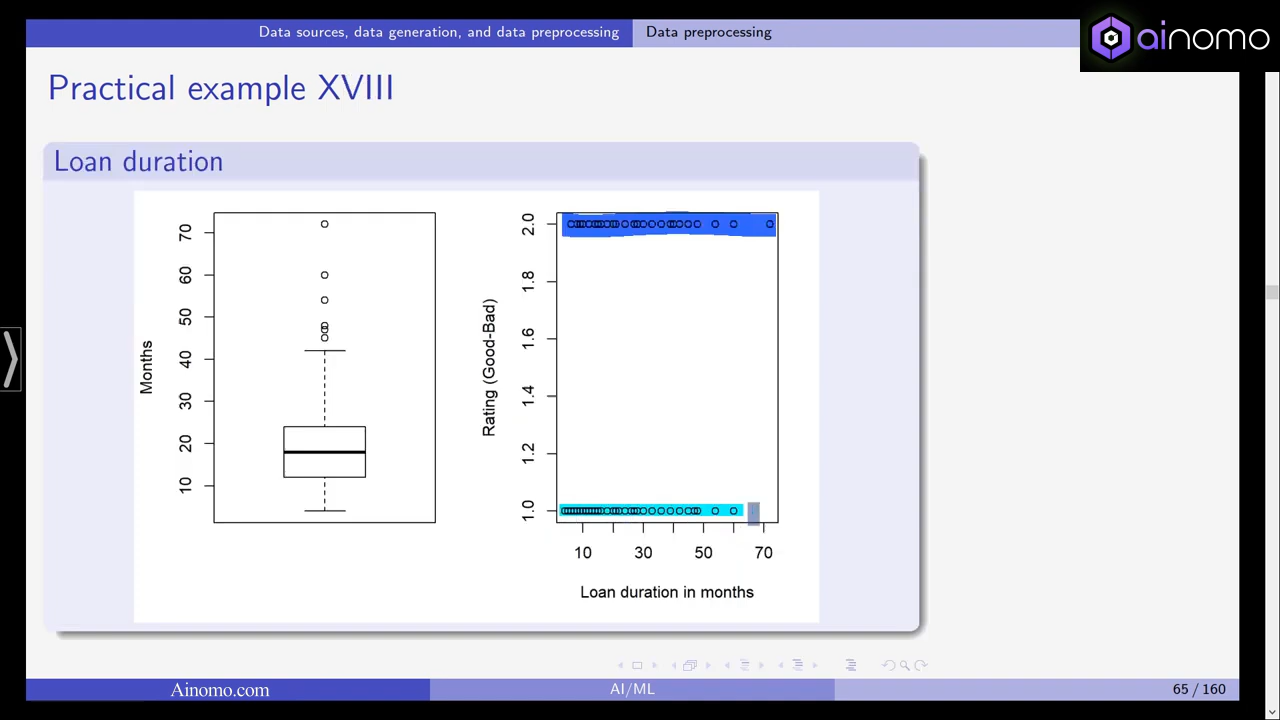 Data sources, data generation, and data preprocessing Data preprocessing
ainomo
Practical example XVIII
Loan duration
Months
70
60
50
40
30
20
10
Rating (Good-Bad)
2.0
1.8
1.6
1.4
1.2
1.0
10 30 50 70
Loan duration in months
Ainomo.com AI/ML 65 / 160